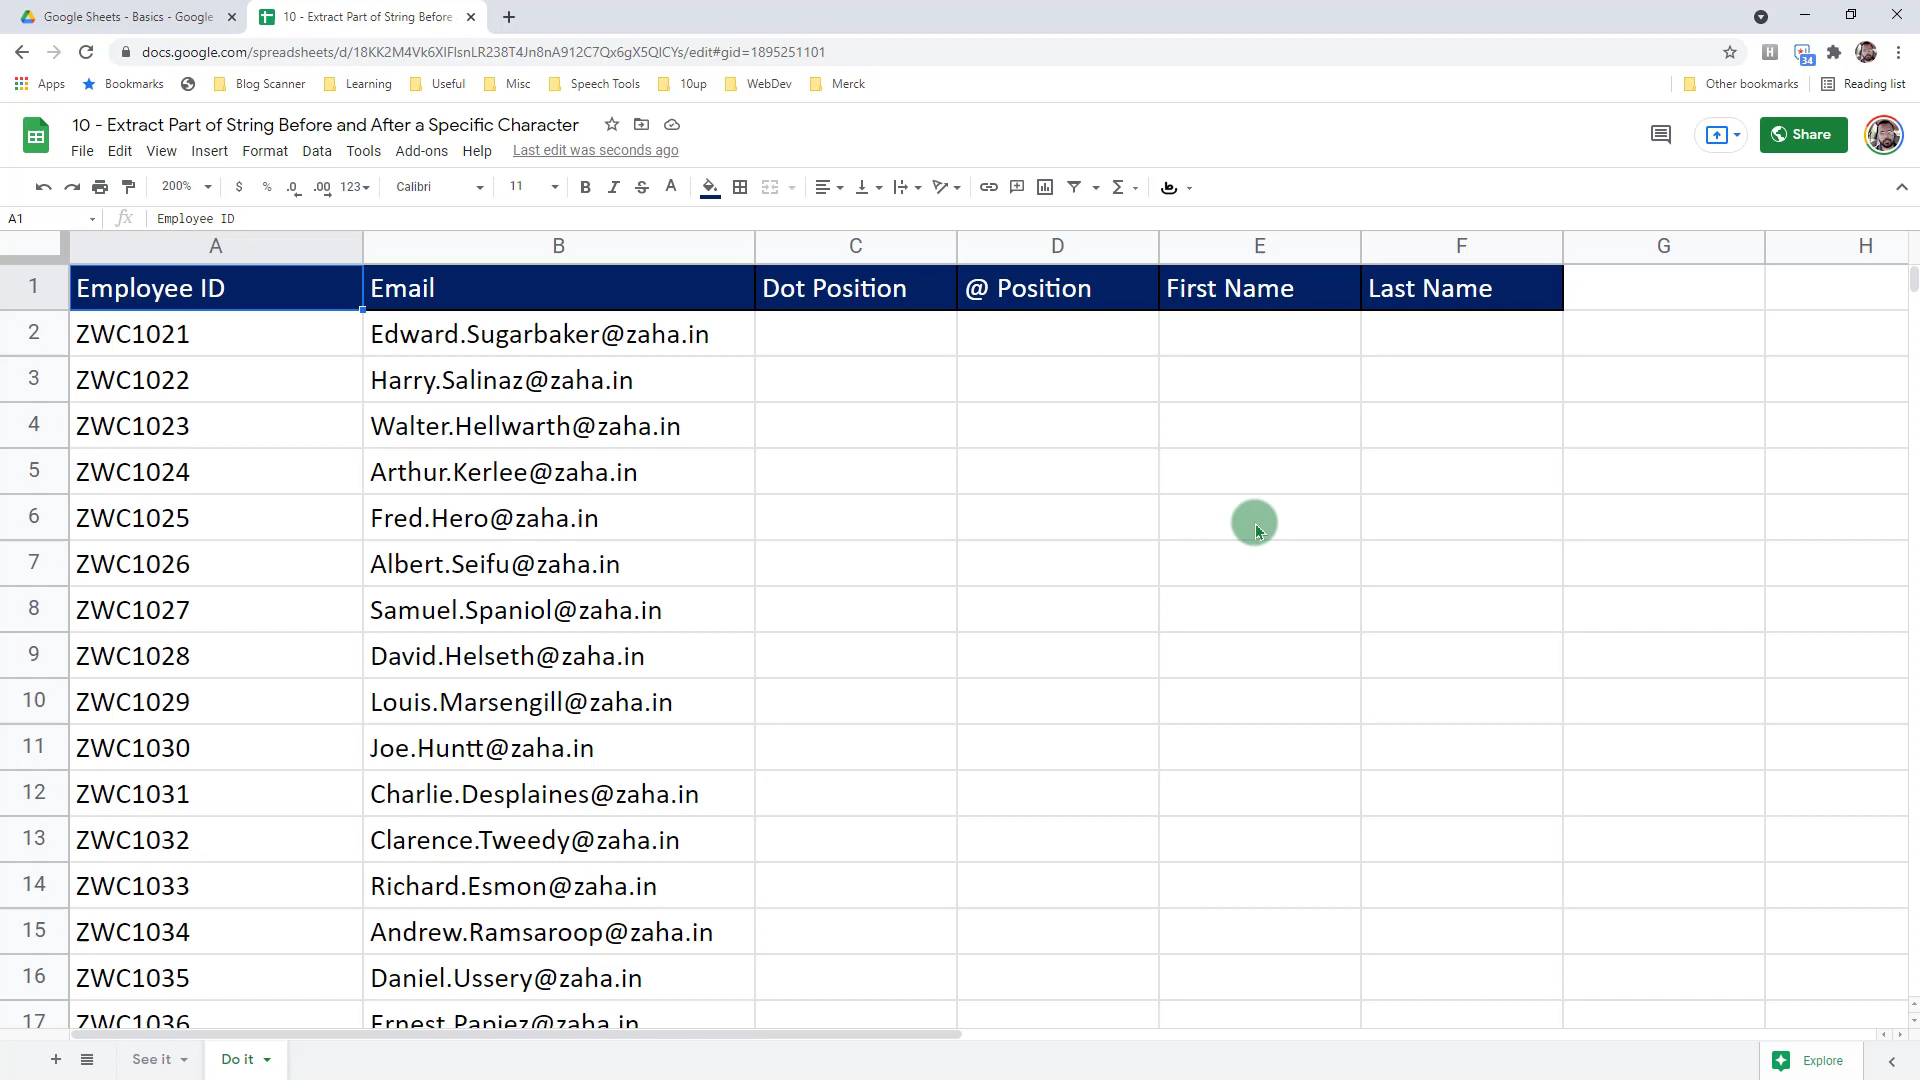 Google Sheets - Basics - Google
10 - Extract Part of String Before
docs.google.com/spreadsheets/d/18KK2M4Vk6XIFlsnLR238T4Jn8nA912C7Qx6gX5QlCYs/edit#gid=1895251101
34
Apps Bookmarks Blog Scanner Learning Useful Misc Speech Tools 10up WebDev Merck Other bookmarks Reading list
10 - Extract Part of String Before and After a Specific Character
Share
File Edit View Insert Format Data Tools Add-ons Help Last edit was seconds ago
200% $ % .0 .00 123 Calibri 11 B I S A Σ
A1 fx Employee ID
A B C D E F G H
1 Employee ID Email Dot Position @ Position First Name Last Name
2 ZWC1021 Edward.Sugarbaker@zaha.in
3 ZWC1022 Harry.Salinaz@zaha.in
4 ZWC1023 Walter.Hellwarth@zaha.in
5 ZWC1024 Arthur.Kerlee@zaha.in
6 ZWC1025 Fred.Hero@zaha.in
7 ZWC1026 Albert.Seifu@zaha.in
8 ZWC1027 Samuel.Spaniol@zaha.in
9 ZWC1028 David.Helseth@zaha.in
10 ZWC1029 Louis.Marsengill@zaha.in
11 ZWC1030 Joe.Huntt@zaha.in
12 ZWC1031 Charlie.Desplaines@zaha.in
13 ZWC1032 Clarence.Tweedy@zaha.in
14 ZWC1033 Richard.Esmon@zaha.in
15 ZWC1034 Andrew.Ramsaroop@zaha.in
16 ZWC1035 Daniel.Ussery@zaha.in
17 ZWC1036 Ernest.Papiez@zaha.in
See it Do it Explore